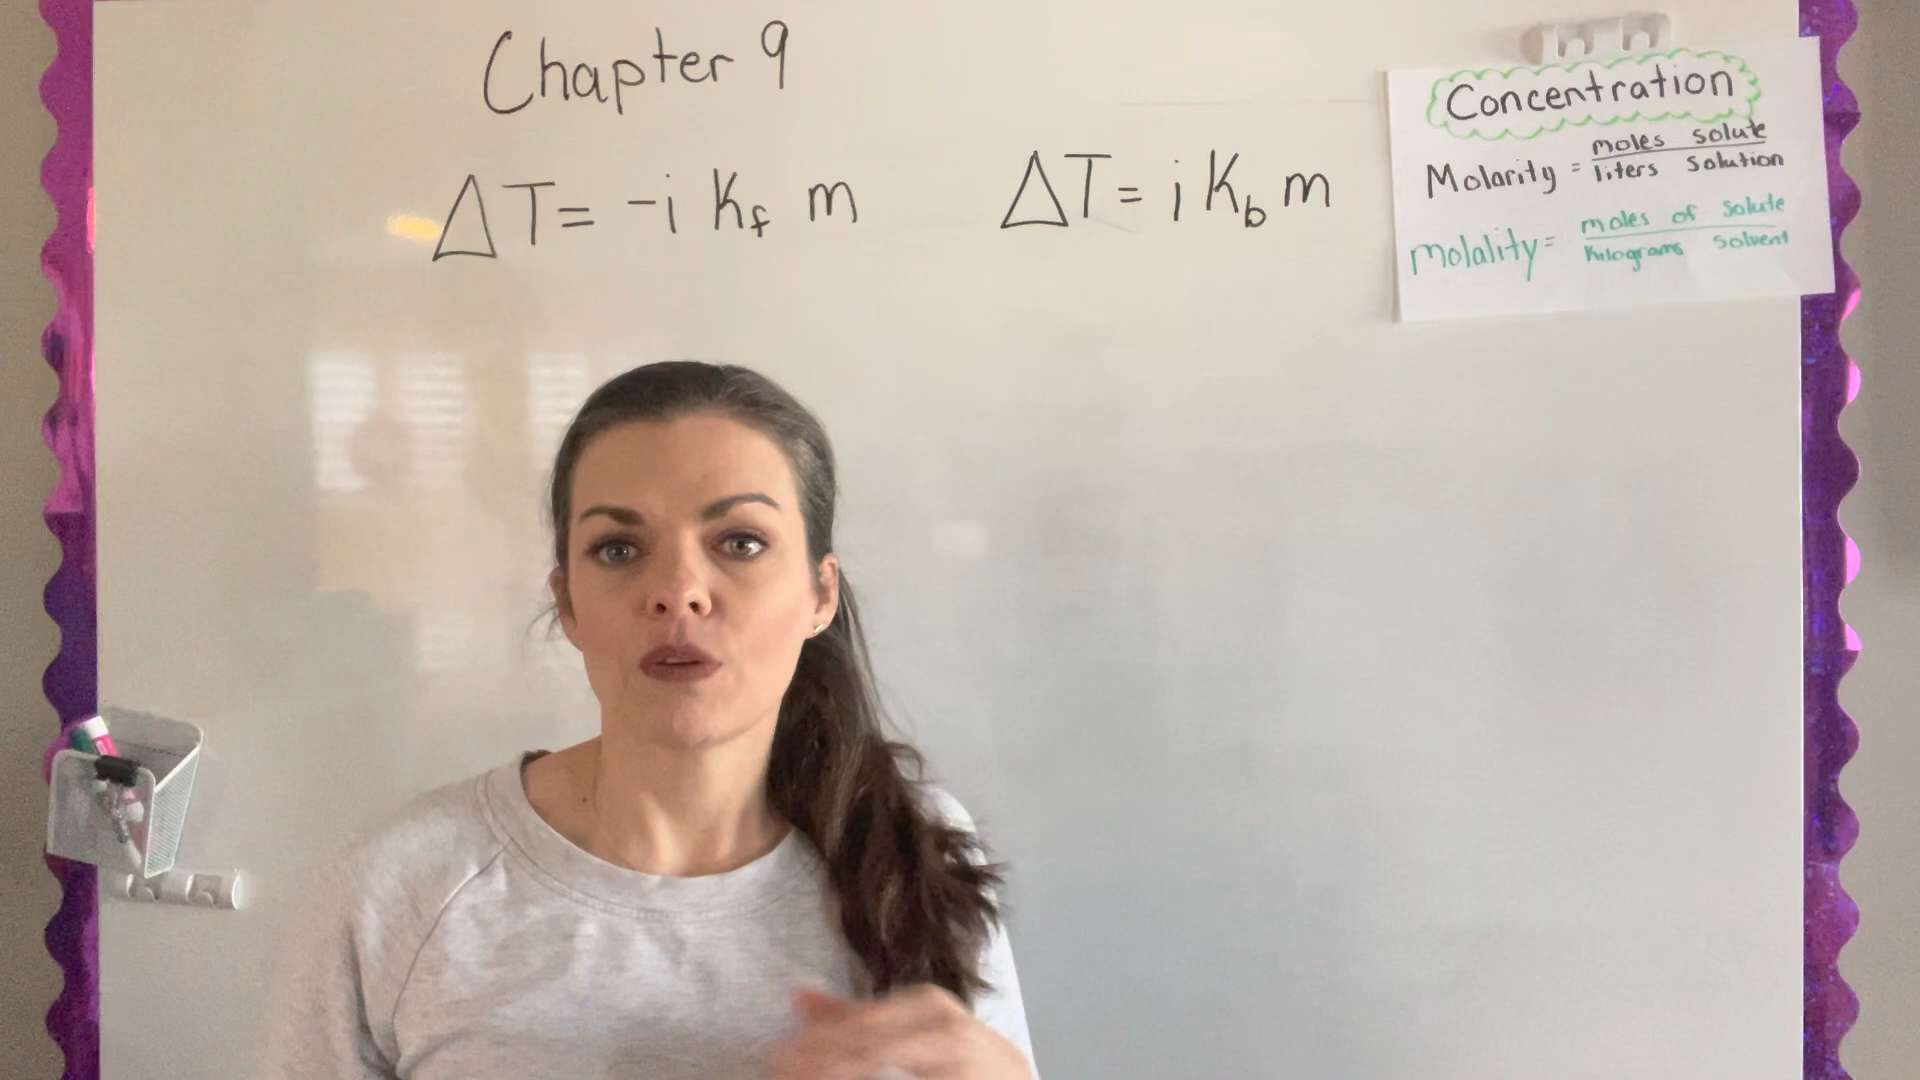 Chapter 9
ΔT = -i Kf m
ΔT = i Kb m
Concentration
Molarity = moles solute
liters solution
Molality = moles of solute
kilograms solvent